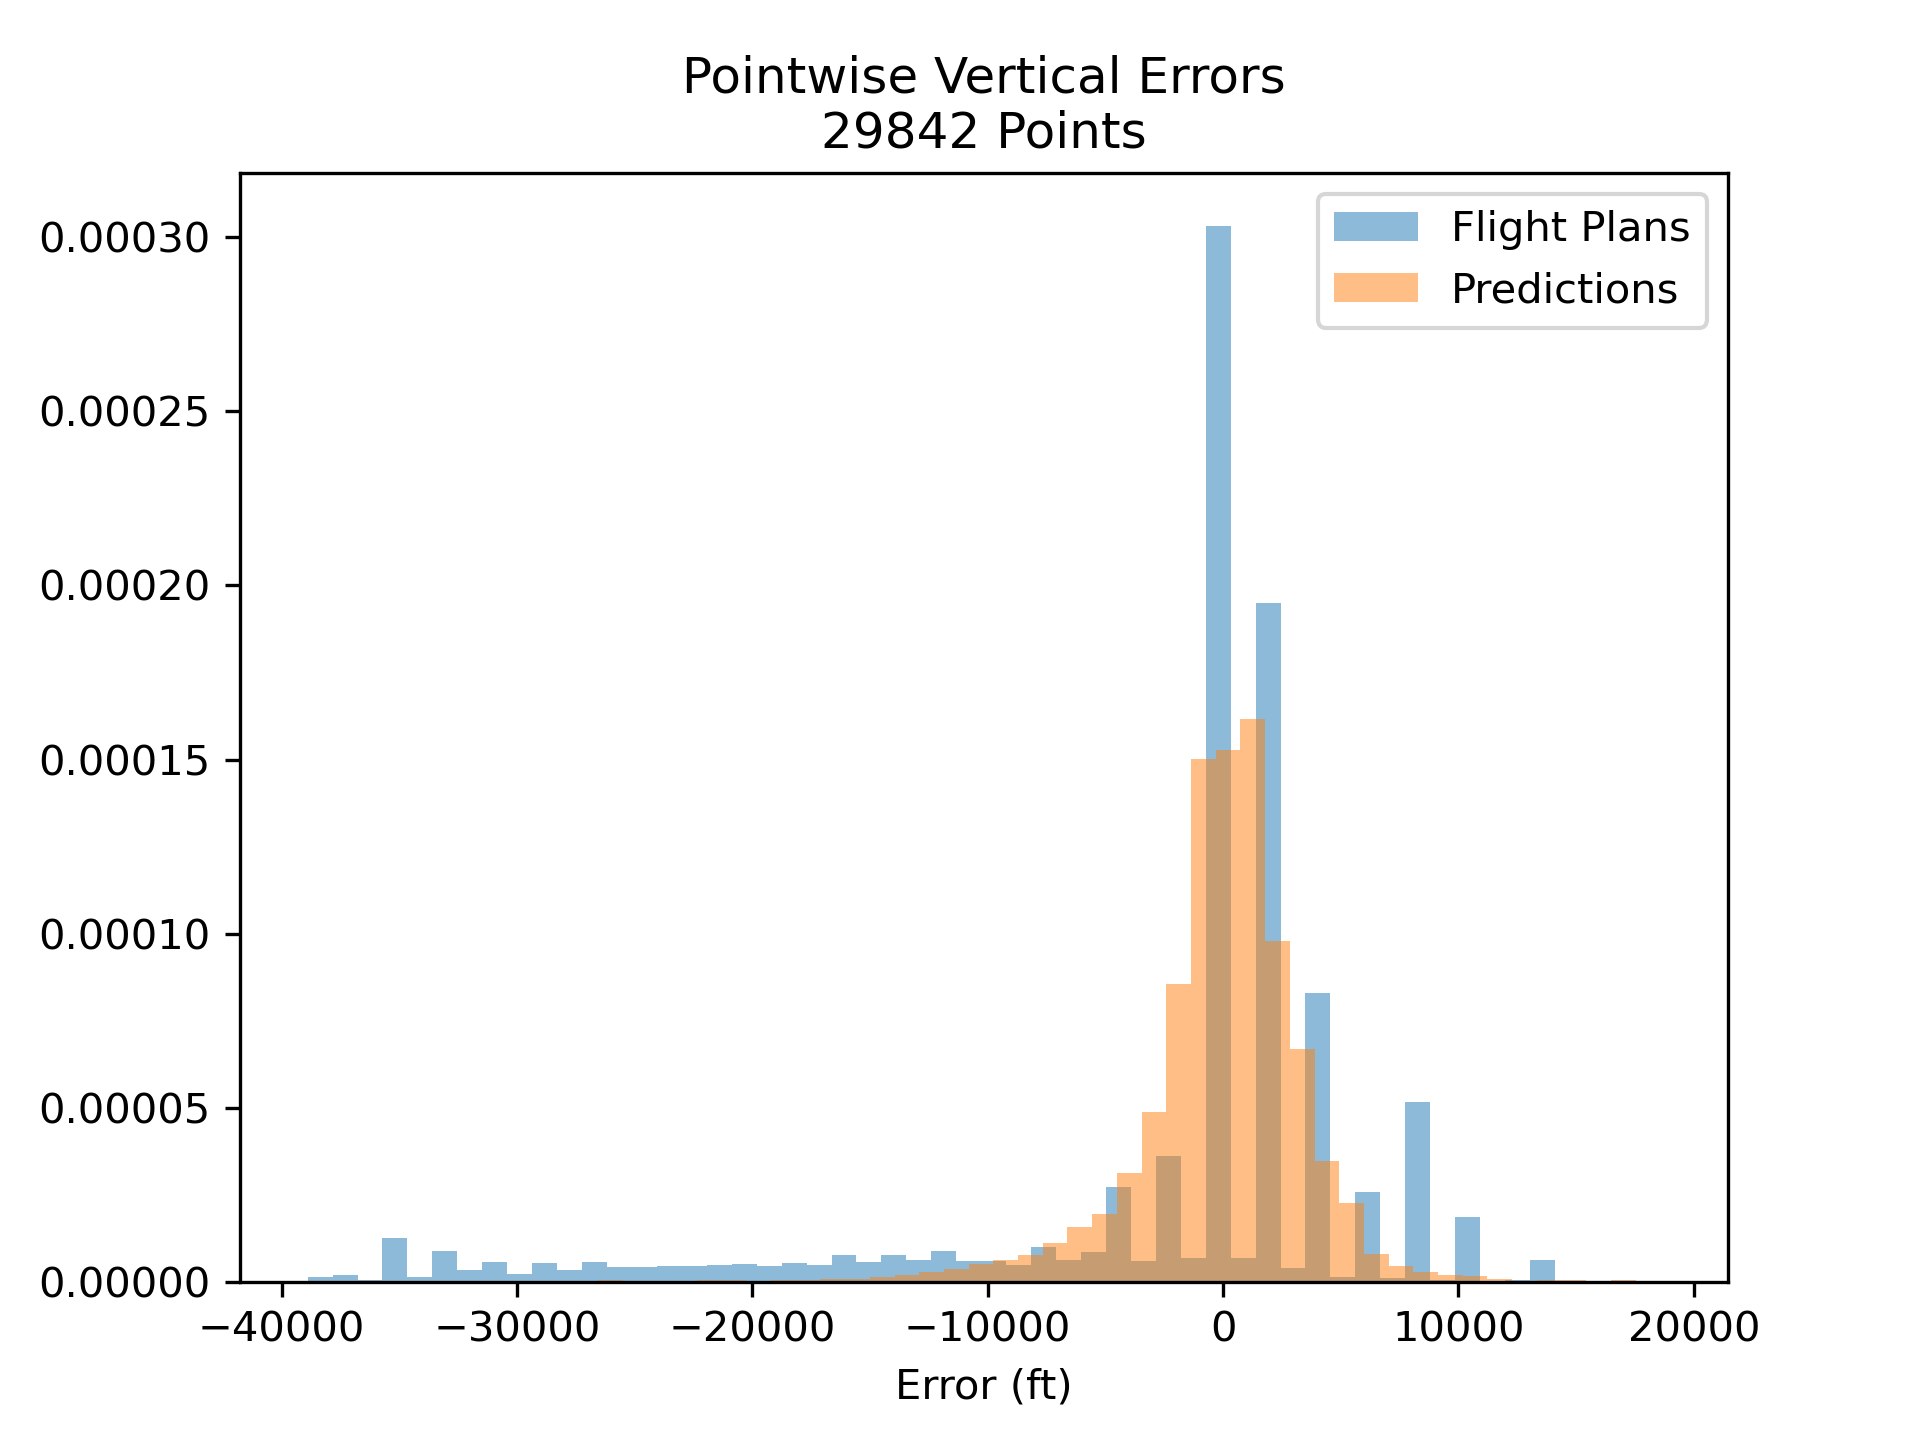 Pointwise Vertical Errors
29842 Points
Flight Plans
Predictions
0.00030
0.00025
0.00020
0.00015
0.00010
0.00005
0.00000
−40000 −30000 −20000 −10000 0 10000 20000
Error (ft)